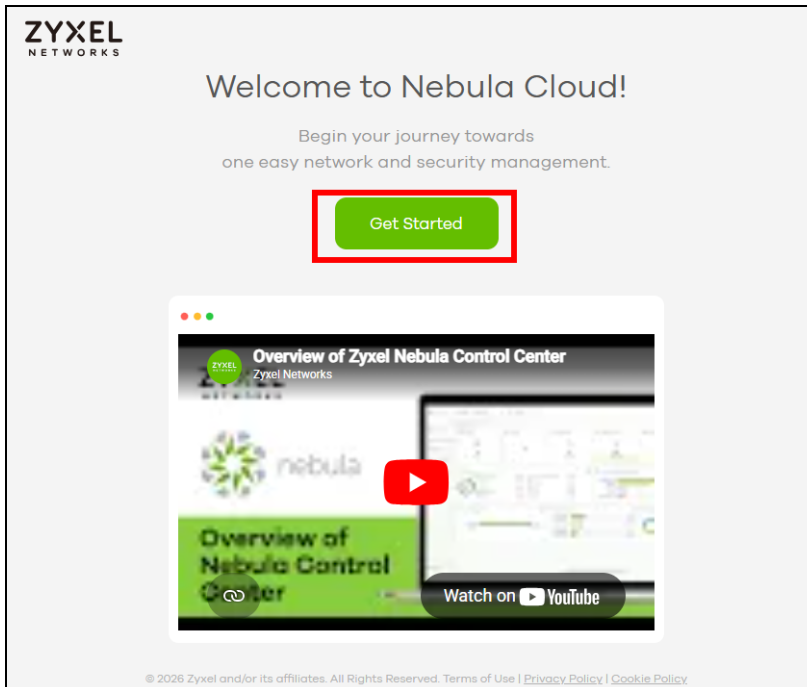 ZYXEL
NETWORKS
Welcome to Nebula Cloud!
Begin your journey towards
one easy network and security management.
Get Started
Overview of Zyxel Nebula Control Center
Zyxel Networks
ZYXEL
NETWORKS
nebula
Overview of
Nebula Control
Center
Watch on YouTube
© 2026 Zyxel and/or its affiliates. All Rights Reserved. Terms of Use | Privacy Policy | Cookie Policy